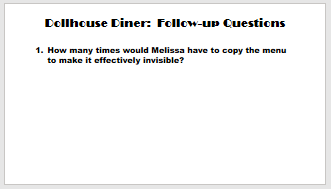 Dollhouse Diner: Follow-up Questions
1. How many times would Melissa have to copy the menu
to make it effectively invisible?